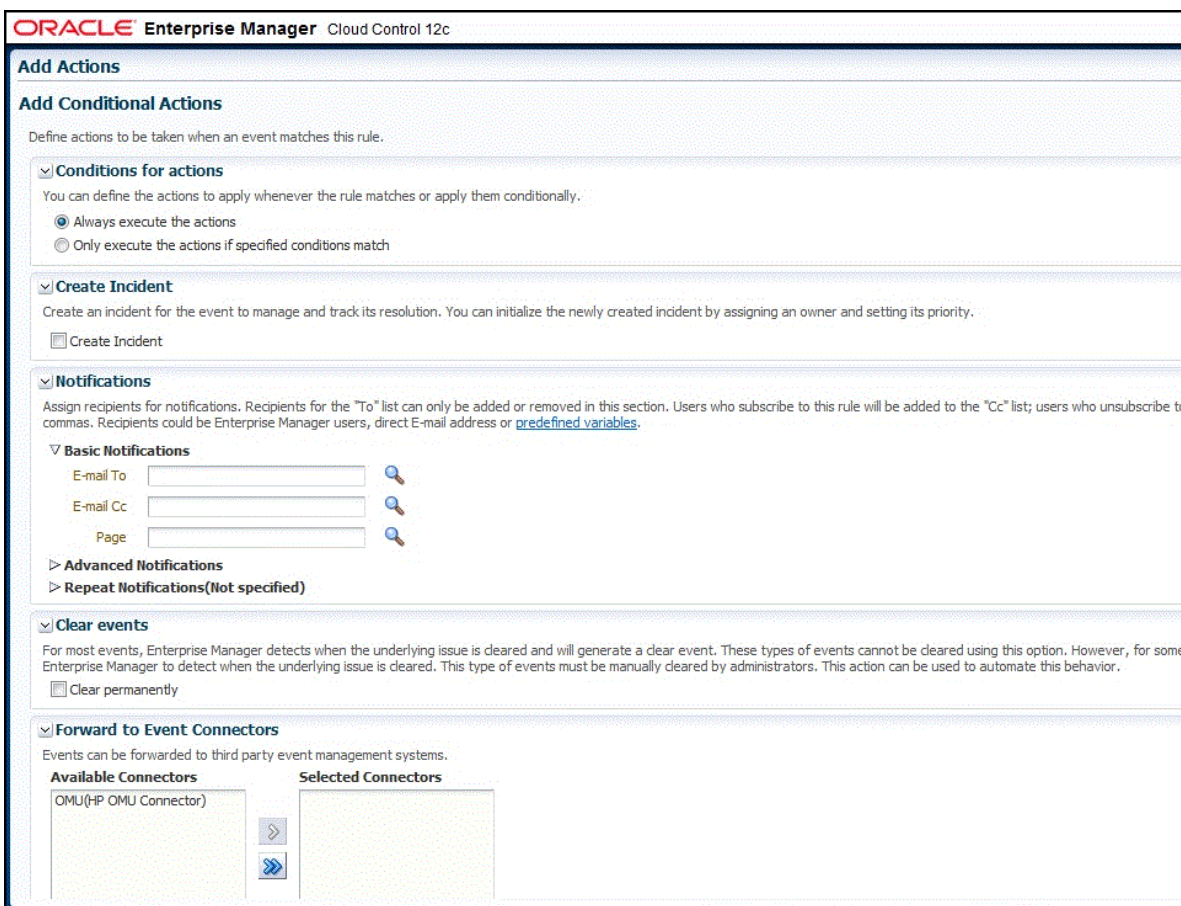 ORACLE Enterprise Manager Cloud Control 12c
Add Actions
Add Conditional Actions
Define actions to be taken when an event matches this rule.
Conditions for actions
You can define the actions to apply whenever the rule matches or apply them conditionally.
Always execute the actions
Only execute the actions if specified conditions match
Create Incident
Create an incident for the event to manage and track its resolution. You can initialize the newly created incident by assigning an owner and setting its priority.
Create Incident
Notifications
Assign recipients for notifications. Recipients for the "To" list can only be added or removed in this section. Users who subscribe to this rule will be added to the "Cc" list; users who unsubscribe
commas. Recipients could be Enterprise Manager users, direct E-mail address or predefined variables.
Basic Notifications
E-mail To
E-mail Cc
Page
Advanced Notifications
Repeat Notifications(Not specified)
Clear events
For most events, Enterprise Manager detects when the underlying issue is cleared and will generate a clear event. These types of events cannot be cleared using this option. However, for some
Enterprise Manager to detect when the underlying issue is cleared. This type of events must be manually cleared by administrators. This action can be used to automate this behavior.
Clear permanently
Forward to Event Connectors
Events can be forwarded to third party event management systems.
Available Connectors Selected Connectors
OMU(HP OMU Connector)